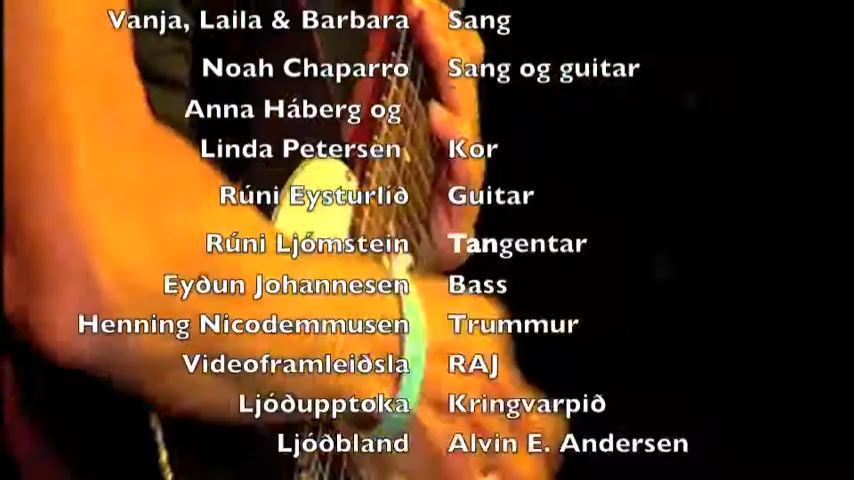 Vanja, Laila & Barbara Sang
Noah Chaparro Sang og guitar
Anna Háberg og
Linda Petersen Kor
Rúni Eysturlíð Guitar
Rúni Ljómstein Tangentar
Eyðun Johannesen Bass
Henning Nicodemmusen Trummur
Videoframleiðsla RAJ
Ljóðupptøka Kringvarpið
Ljóðbland Alvin E. Andersen